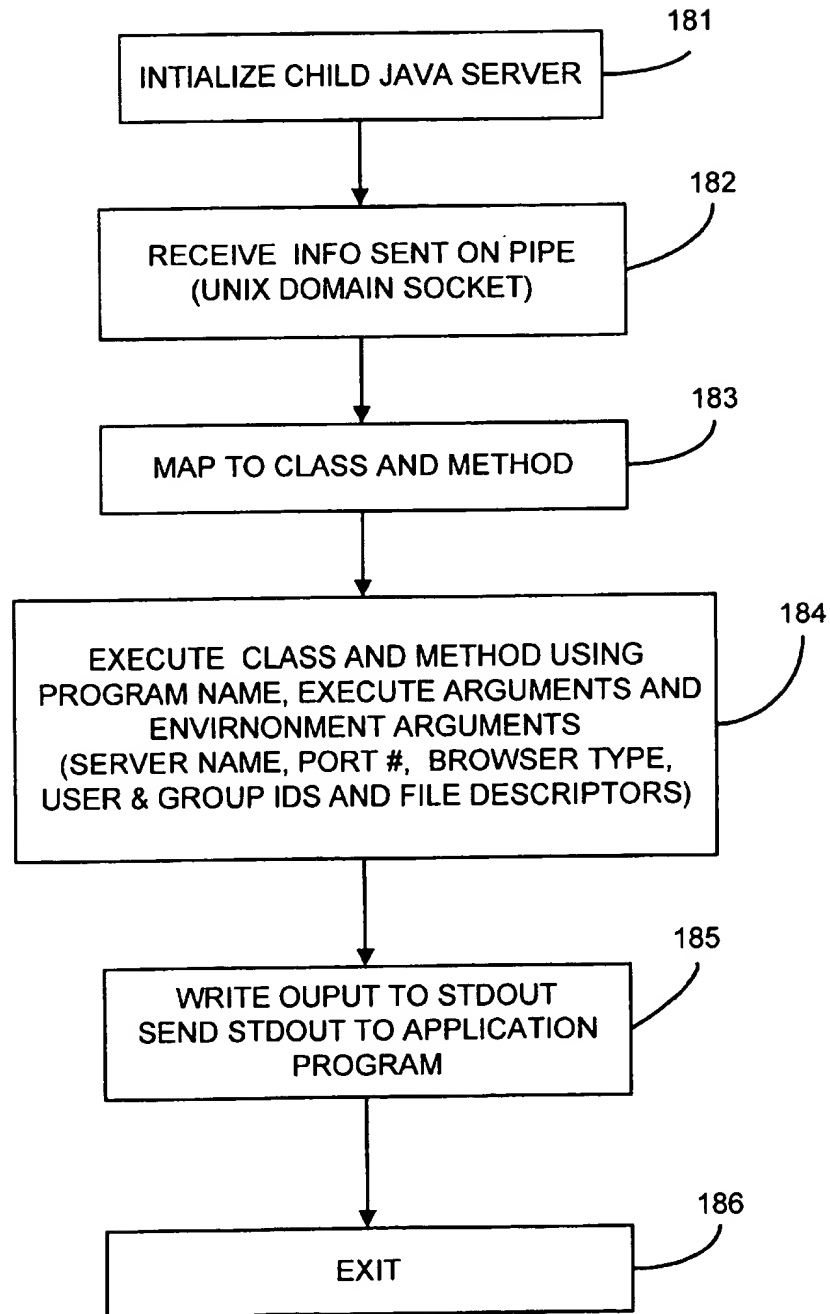 181
INTIALIZE CHILD JAVA SERVER
182
RECEIVE INFO SENT ON PIPE
(UNIX DOMAIN SOCKET)
183
MAP TO CLASS AND METHOD
184
EXECUTE CLASS AND METHOD USING
PROGRAM NAME, EXECUTE ARGUMENTS AND
ENVIRNONMENT ARGUMENTS
(SERVER NAME, PORT #, BROWSER TYPE,
USER & GROUP IDS AND FILE DESCRIPTORS)
185
WRITE OUPUT TO STDOUT
SEND STDOUT TO APPLICATION
PROGRAM
186
EXIT